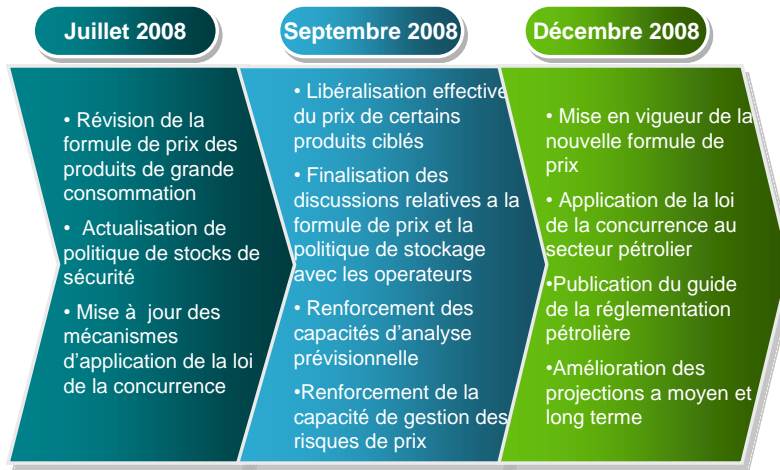 Juillet 2008
• Révision de la
formule de prix des
produits de grande
consommation
• Actualisation de
politique de stocks de
sécurité
• Mise à jour des
mécanismes
d'application de la loi
de la concurrence
Septembre 2008
• Libéralisation effective
du prix de certains
produits ciblés
• Finalisation des
discussions relatives a la
formule de prix et la
politique de stockage
avec les operateurs
• Renforcement des
capacités d'analyse
prévisionnelle
•Renforcement de la
capacité de gestion des
risques de prix
Décembre 2008
• Mise en vigueur de la
nouvelle formule de
prix
• Application de la loi
de la concurrence au
secteur pétrolier
•Publication du guide
de la réglementation
pétrolière
•Amélioration des
projections a moyen et
long terme